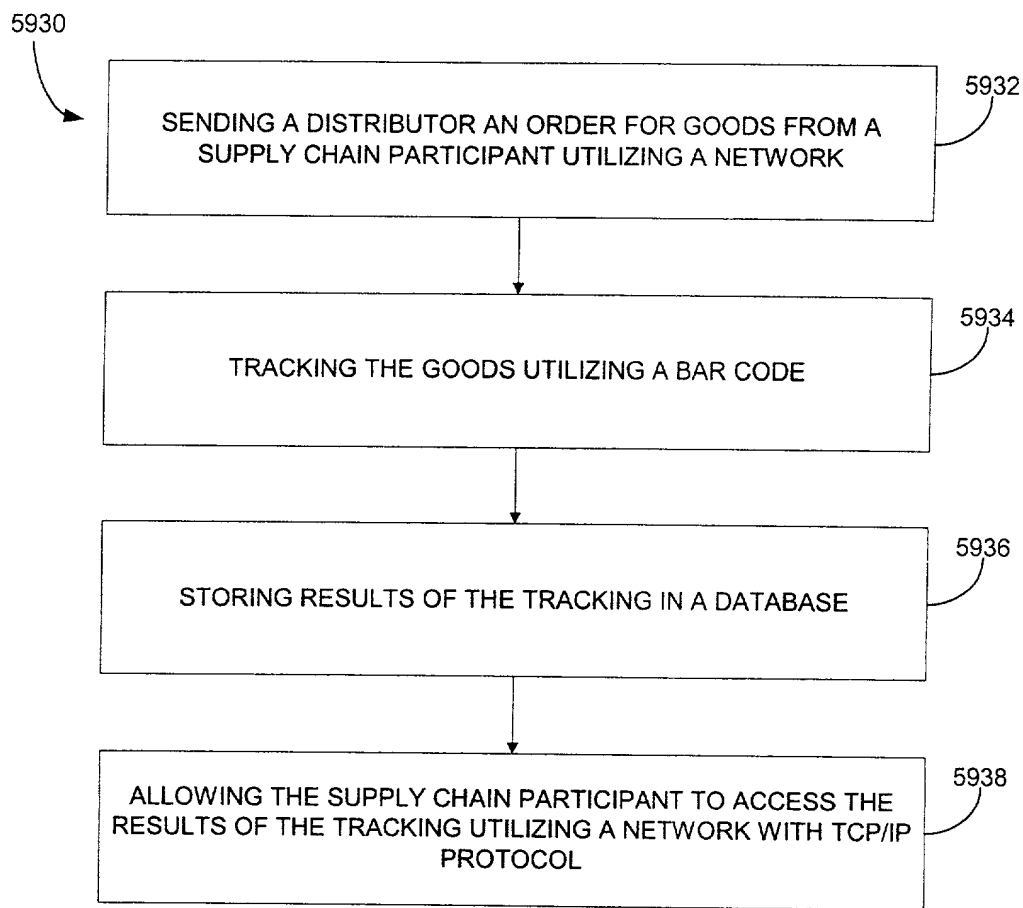 5930
5932
SENDING A DISTRIBUTOR AN ORDER FOR GOODS FROM A
SUPPLY CHAIN PARTICIPANT UTILIZING A NETWORK
5934
TRACKING THE GOODS UTILIZING A BAR CODE
5936
STORING RESULTS OF THE TRACKING IN A DATABASE
5938
ALLOWING THE SUPPLY CHAIN PARTICIPANT TO ACCESS THE
RESULTS OF THE TRACKING UTILIZING A NETWORK WITH TCP/IP
PROTOCOL